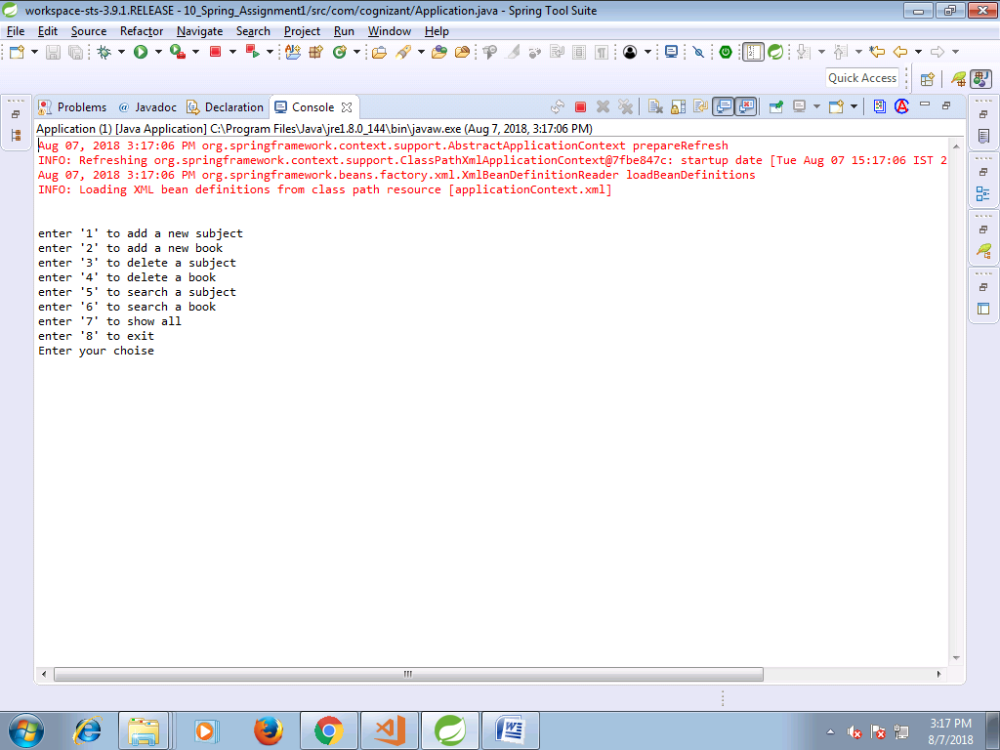 workspace-sts-3.9.1.RELEASE - 10_Spring_Assignment1/src/com/cognizant/Application.java - Spring Tool Suite
File Edit Source Refactor Navigate Search Project Run Window Help
Quick Access
Problems @ Javadoc Declaration Console
Application (1) [Java Application] C:\Program Files\Java\jre1.8.0_144\bin\javaw.exe (Aug 7, 2018, 3:17:06 PM)
Aug 07, 2018 3:17:06 PM org.springframework.context.support.AbstractApplicationContext prepareRefresh
INFO: Refreshing org.springframework.context.support.ClassPathXmlApplicationContext@7fbe847c: startup date [Tue Aug 07 15:17:06 IST 2
Aug 07, 2018 3:17:06 PM org.springframework.beans.factory.xml.XmlBeanDefinitionReader loadBeanDefinitions
INFO: Loading XML bean definitions from class path resource [applicationContext.xml]
enter '1' to add a new subject
enter '2' to add a new book
enter '3' to delete a subject
enter '4' to delete a book
enter '5' to search a subject
enter '6' to search a book
enter '7' to show all
enter '8' to exit
Enter your choise
3:17 PM
8/7/2018